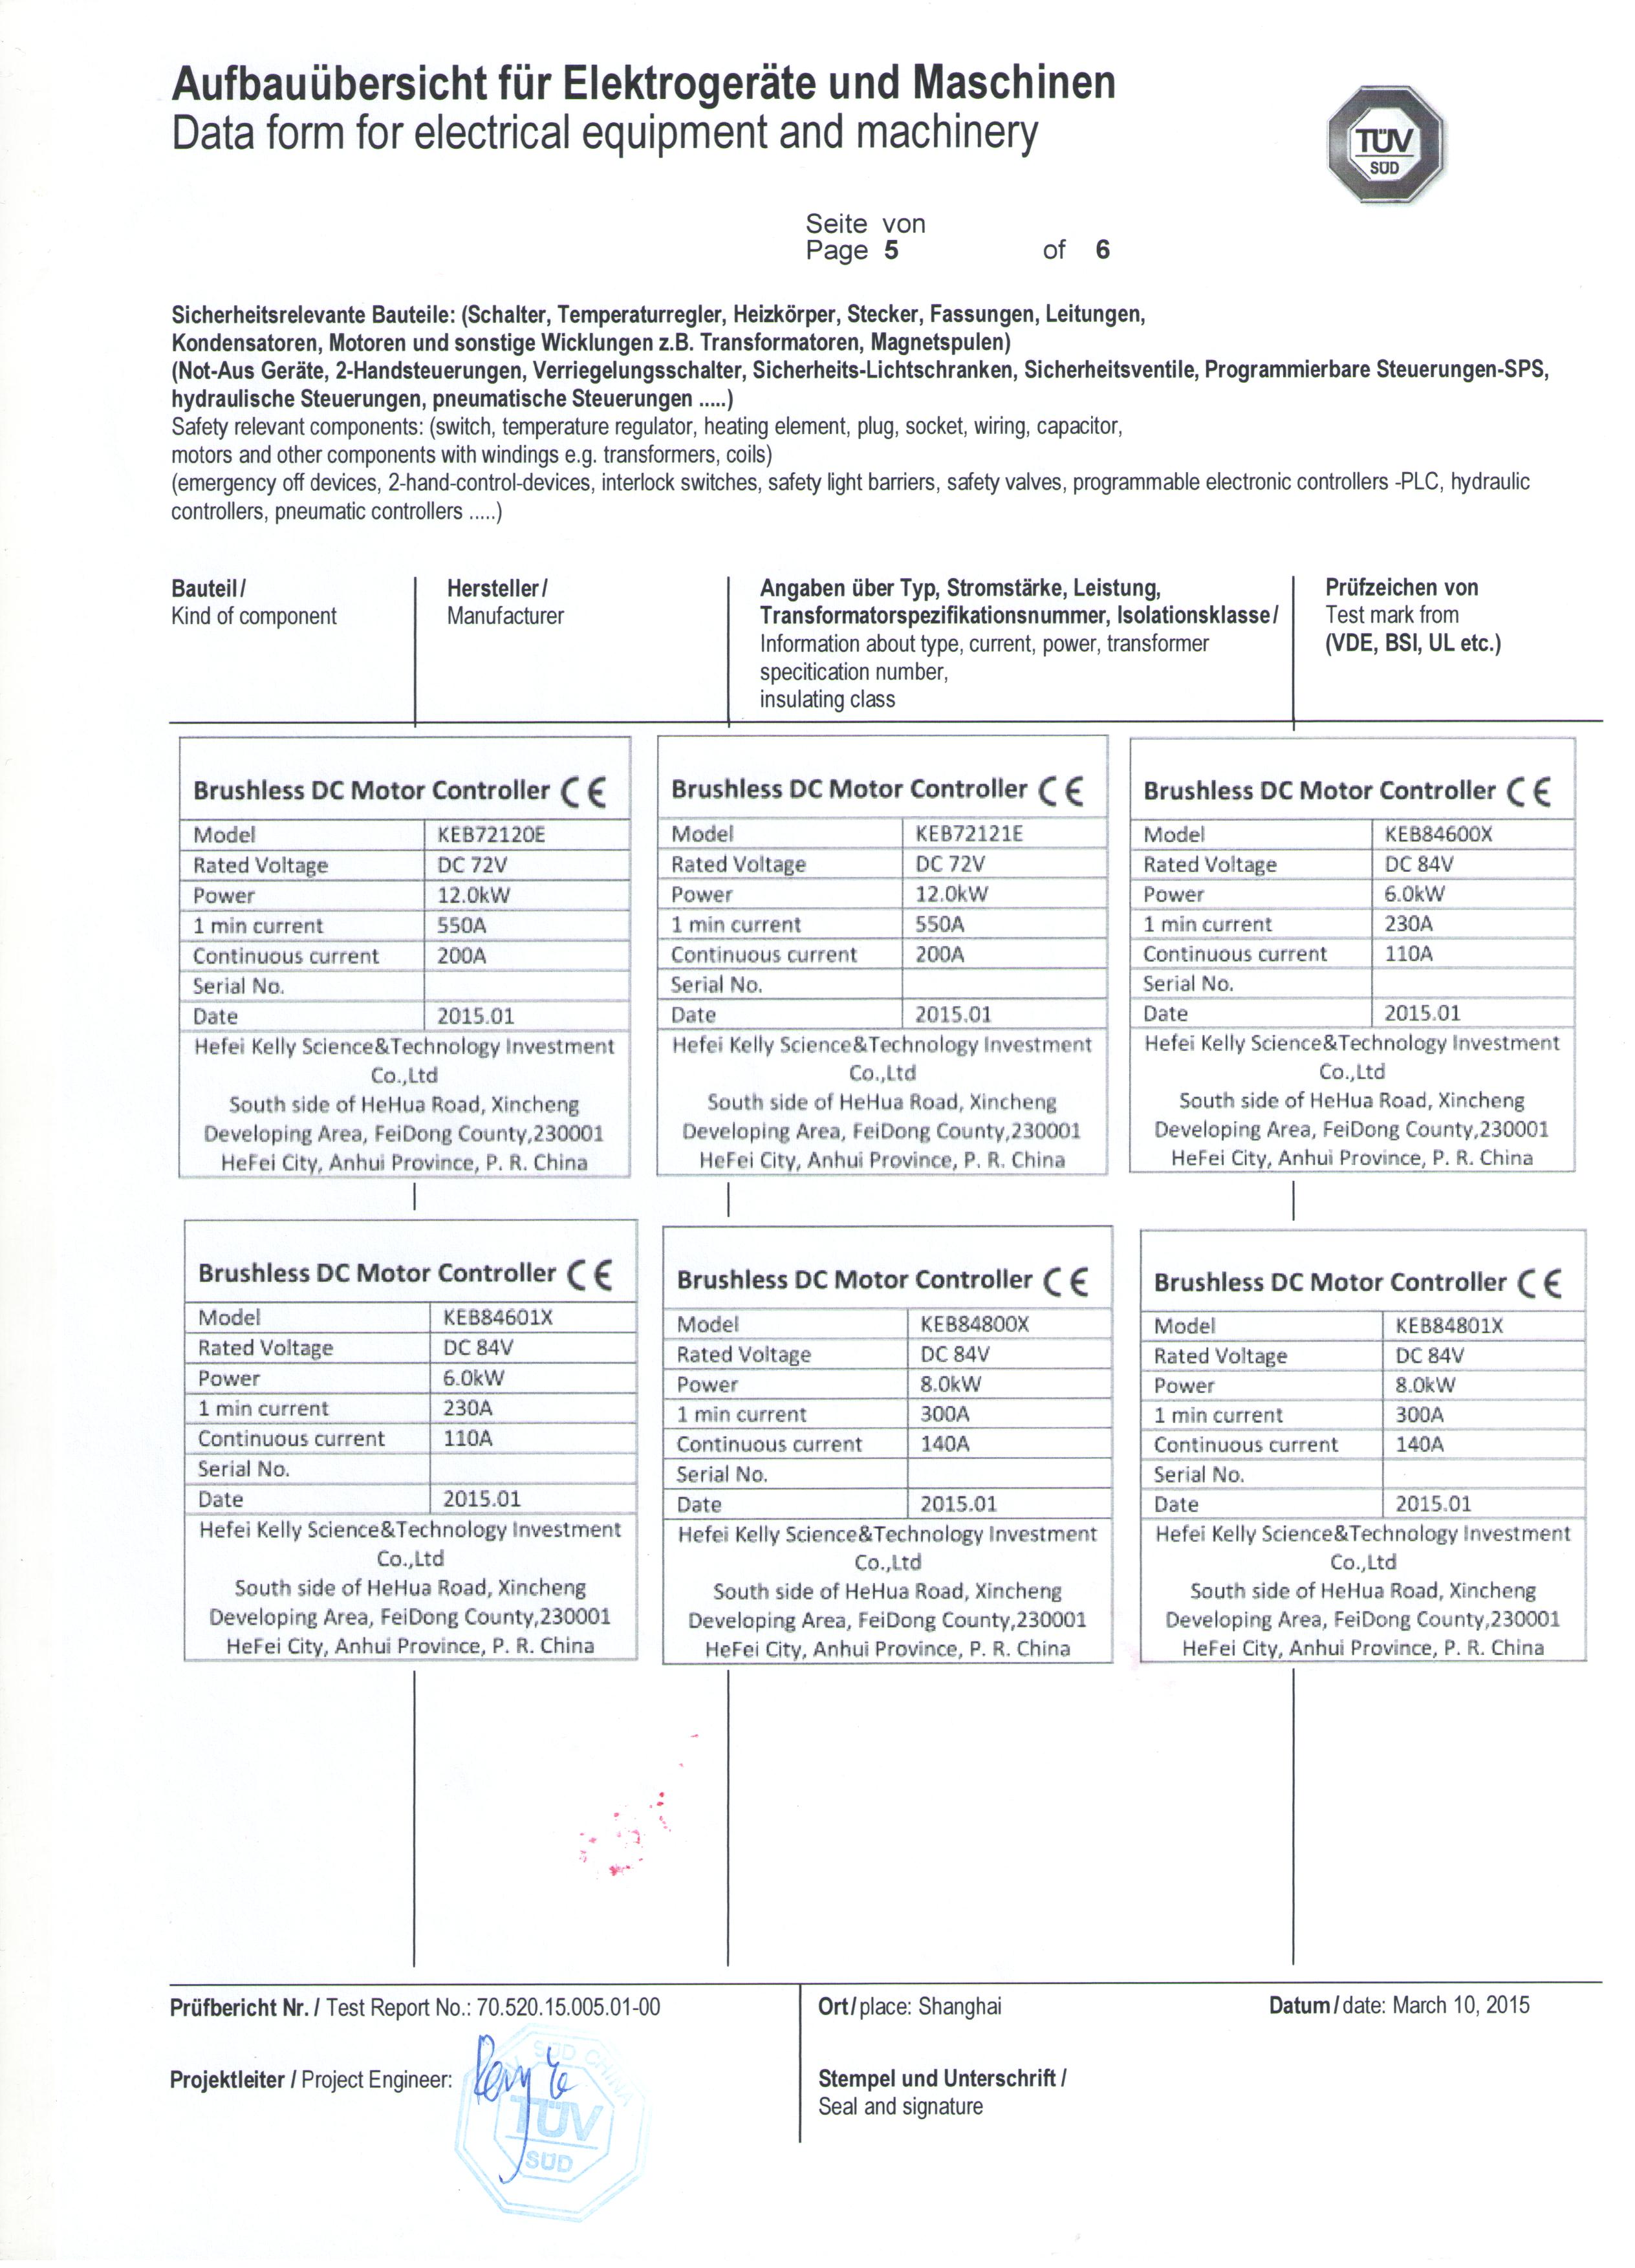 Aufbauübersicht für Elektrogeräte und Maschinen
Data form for electrical equipment and machinery
TÜV
SÜD
Seite von
Page 5 of 6
Sicherheitsrelevante Bauteile: (Schalter, Temperaturregler, Heizkörper, Stecker, Fassungen, Leitungen,
Kondensatoren, Motoren und sonstige Wicklungen z.B. Transformatoren, Magnetspulen)
(Not-Aus Geräte, 2-Handsteuerungen, Verriegelungsschalter, Sicherheits-Lichtschranken, Sicherheitsventile, Programmierbare Steuerungen-SPS,
hydraulische Steuerungen, pneumatische Steuerungen .....)
Safety relevant components: (switch, temperature regulator, heating element, plug, socket, wiring, capacitor,
motors and other components with windings e.g. transformers, coils)
(emergency off devices, 2-hand-control-devices, interlock switches, safety light barriers, safety valves, programmable electronic controllers -PLC, hydraulic
controllers, pneumatic controllers .....)
Bauteil/
Kind of component
Hersteller/
Manufacturer
Angaben über Typ, Stromstärke, Leistung,
Transformatorspezifikationsnummer, Isolationsklasse/
Information about type, current, power, transformer
specitication number,
insulating class
Prüfzeichen von
Test mark from
(VDE, BSI, UL etc.)
Brushless DC Motor Controller CE
Model KEB72120E
Rated Voltage DC 72V
Power 12.0kW
1 min current 550A
Continuous current 200A
Serial No.
Date 2015.01
Hefei Kelly Science&Technology Investment
Co.,Ltd
South side of HeHua Road, Xincheng
Developing Area, FeiDong County,230001
HeFei City, Anhui Province, P. R. China
Brushless DC Motor Controller CE
Model KEB72121E
Rated Voltage DC 72V
Power 12.0kW
1 min current 550A
Continuous current 200A
Serial No.
Date 2015.01
Hefei Kelly Science&Technology Investment
Co.,Ltd
South side of HeHua Road, Xincheng
Developing Area, FeiDong County,230001
HeFei City, Anhui Province, P. R. China
Brushless DC Motor Controller CE
Model KEB84600X
Rated Voltage DC 84V
Power 6.0kW
1 min current 230A
Continuous current 110A
Serial No.
Date 2015.01
Hefei Kelly Science&Technology Investment
Co.,Ltd
South side of HeHua Road, Xincheng
Developing Area, FeiDong County,230001
HeFei City, Anhui Province, P. R. China
Brushless DC Motor Controller CE
Model KEB84601X
Rated Voltage DC 84V
Power 6.0kW
1 min current 230A
Continuous current 110A
Serial No.
Date 2015.01
Hefei Kelly Science&Technology Investment
Co.,Ltd
South side of HeHua Road, Xincheng
Developing Area, FeiDong County,230001
HeFei City, Anhui Province, P. R. China
Brushless DC Motor Controller CE
Model KEB84800X
Rated Voltage DC 84V
Power 8.0kW
1 min current 300A
Continuous current 140A
Serial No.
Date 2015.01
Hefei Kelly Science&Technology Investment
Co.,Ltd
South side of HeHua Road, Xincheng
Developing Area, FeiDong County,230001
HeFei City, Anhui Province, P. R. China
Brushless DC Motor Controller CE
Model KEB84801X
Rated Voltage DC 84V
Power 8.0kW
1 min current 300A
Continuous current 140A
Serial No.
Date 2015.01
Hefei Kelly Science&Technology Investment
Co.,Ltd
South side of HeHua Road, Xincheng
Developing Area, FeiDong County,230001
HeFei City, Anhui Province, P. R. China
Prüfbericht Nr. / Test Report No.: 70.520.15.005.01-00
Ort/place: Shanghai
Datum/date: March 10, 2015
Projektleiter / Project Engineer:
SÜD CHINA
TÜV
SÜD
Stempel und Unterschrift /
Seal and signature